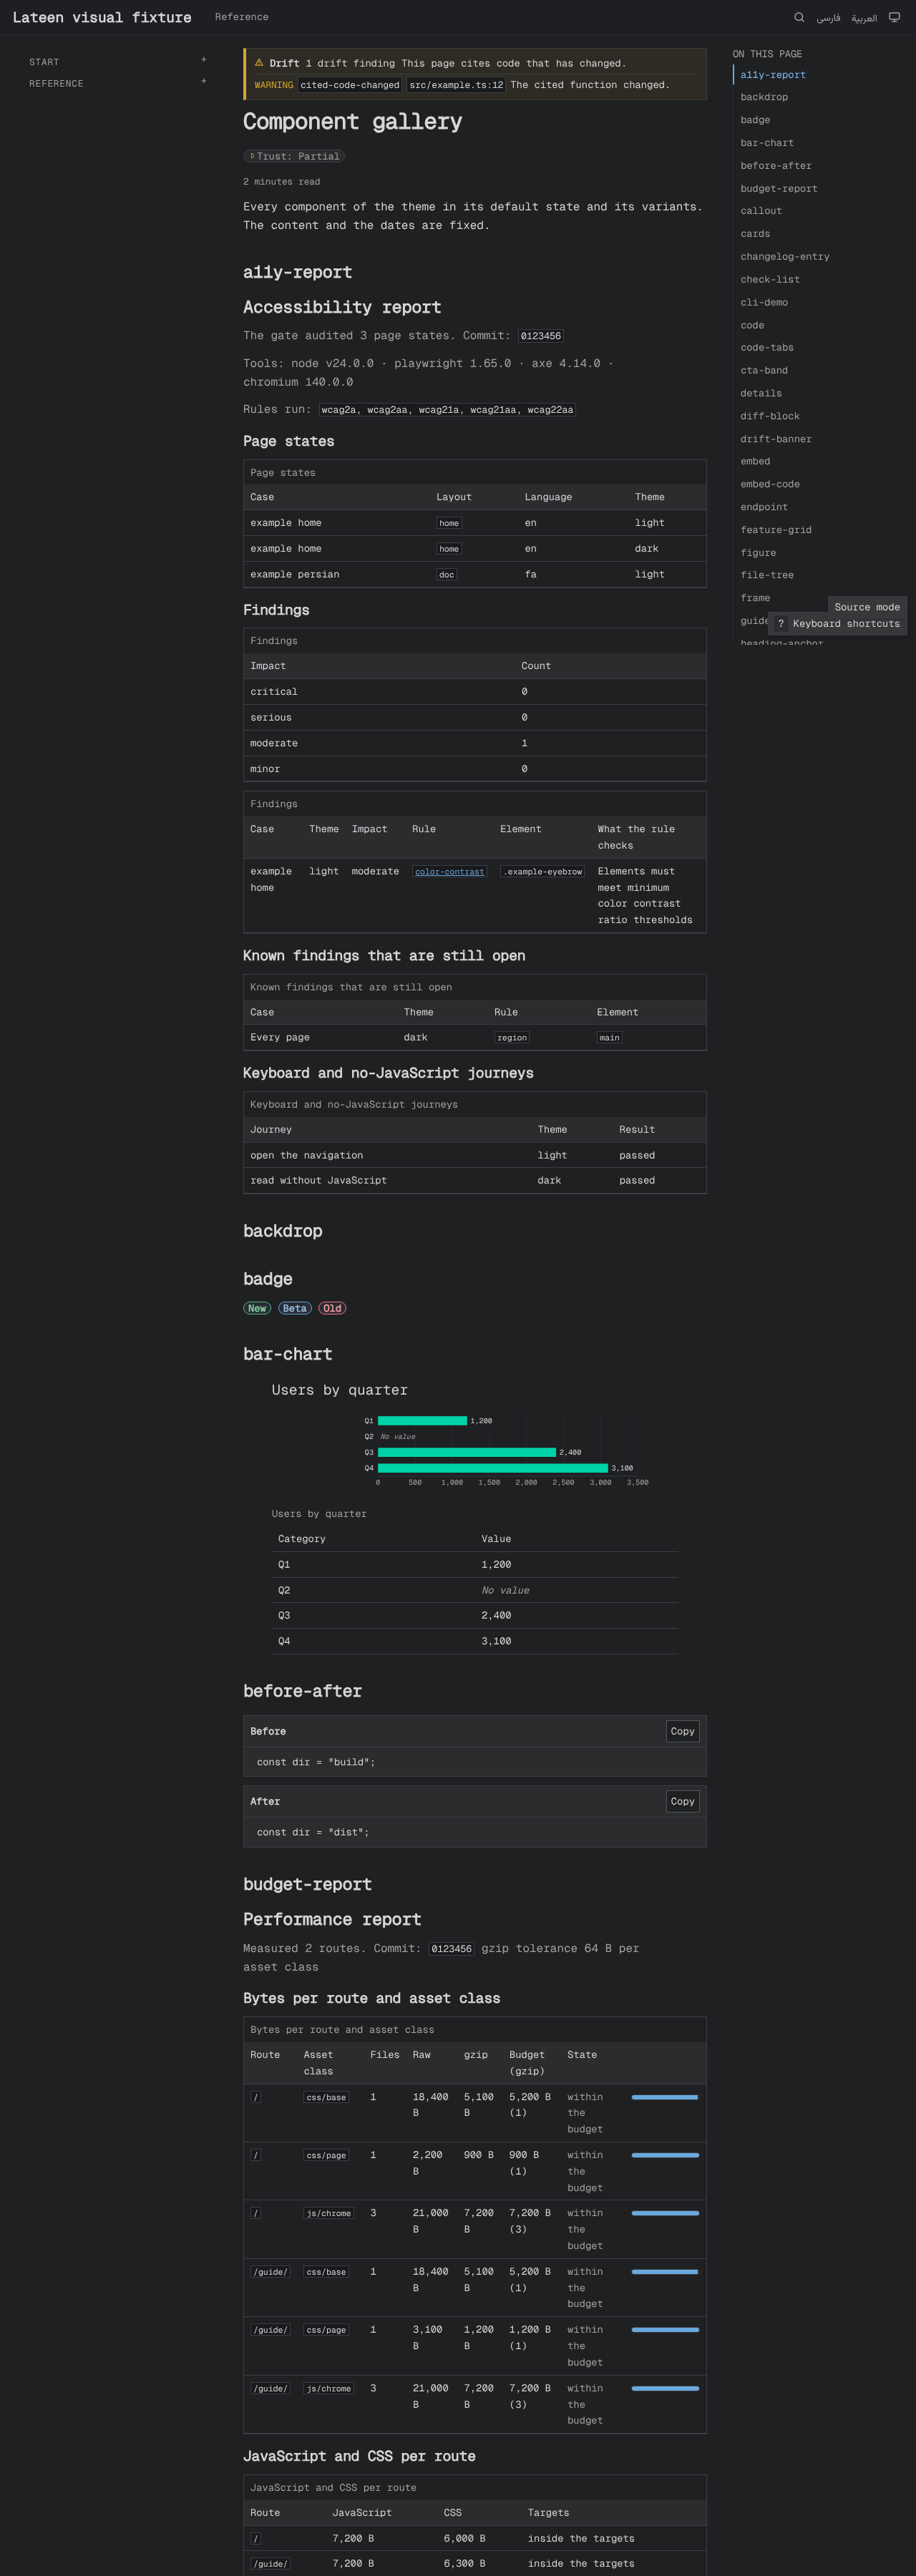 Lateen visual fixture
Reference
فارسی
العربية
START +
REFERENCE +
⚠ Drift 1 drift finding This page cites code that has changed.
WARNING cited-code-changed src/example.ts:12 The cited function changed.
Component gallery
Trust: Partial
2 minutes read
Every component of the theme in its default state and its variants.
The content and the dates are fixed.
a11y-report
Accessibility report
The gate audited 3 page states. Commit: 0123456
Tools: node v24.0.0 · playwright 1.65.0 · axe 4.14.0 ·
chromium 140.0.0
Rules run: wcag2a, wcag2aa, wcag21a, wcag21aa, wcag22aa
Page states
Page states
Case Layout Language Theme
example home home en light
example home home en dark
example persian doc fa light
Findings
Findings
Impact Count
critical 0
serious 0
moderate 1
minor 0
Findings
Case Theme Impact Rule Element What the rule
checks
example light moderate color-contrast .example-eyebrow Elements must
home meet minimum
color contrast
ratio thresholds
Known findings that are still open
Known findings that are still open
Case Theme Rule Element
Every page dark region main
Keyboard and no-JavaScript journeys
Keyboard and no-JavaScript journeys
Journey Theme Result
open the navigation light passed
read without JavaScript dark passed
backdrop
badge
New Beta Old
bar-chart
Users by quarter
Q1 1,200
Q2 No value
Q3 2,400
Q4 3,100
0 500 1,000 1,500 2,000 2,500 3,000 3,500
Users by quarter
Category Value
Q1 1,200
Q2 No value
Q3 2,400
Q4 3,100
before-after
Before Copy
const dir = "build";
After Copy
const dir = "dist";
budget-report
Performance report
Measured 2 routes. Commit: 0123456 gzip tolerance 64 B per
asset class
Bytes per route and asset class
Bytes per route and asset class
Route Asset Files Raw gzip Budget State
class (gzip)
/ css/base 1 18,400 5,100 5,200 B within
B B (1) the
budget
/ css/page 1 2,200 900 B 900 B within
B (1) the
budget
/ js/chrome 3 21,000 7,200 7,200 B within
B B (3) the
budget
/guide/ css/base 1 18,400 5,100 5,200 B within
B B (1) the
budget
/guide/ css/page 1 3,100 1,200 1,200 B within
B B (1) the
budget
/guide/ js/chrome 3 21,000 7,200 7,200 B within
B B (3) the
budget
JavaScript and CSS per route
JavaScript and CSS per route
Route JavaScript CSS Targets
/ 7,200 B 6,000 B inside the targets
/guide/ 7,200 B 6,300 B inside the targets
ON THIS PAGE
a11y-report
backdrop
badge
bar-chart
before-after
budget-report
callout
cards
changelog-entry
check-list
cli-demo
code
code-tabs
cta-band
details
diff-block
drift-banner
embed
embed-code
endpoint
feature-grid
figure
file-tree
frame
guide
heading-anchor
Source mode
? Keyboard shortcuts